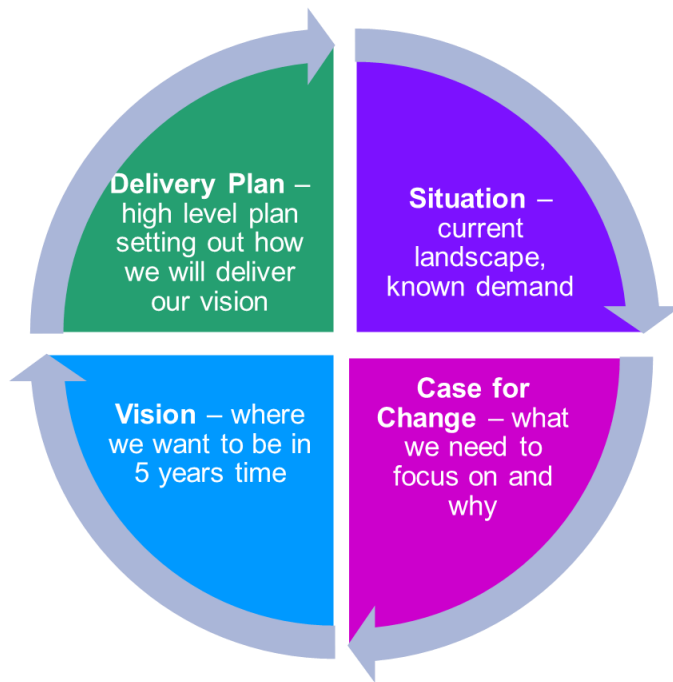 Delivery Plan –
high level plan
setting out how
we will deliver
our vision
Situation –
current
landscape,
known demand
Vision – where
we want to be in
5 years time
Case for
Change – what
we need to
focus on and
why